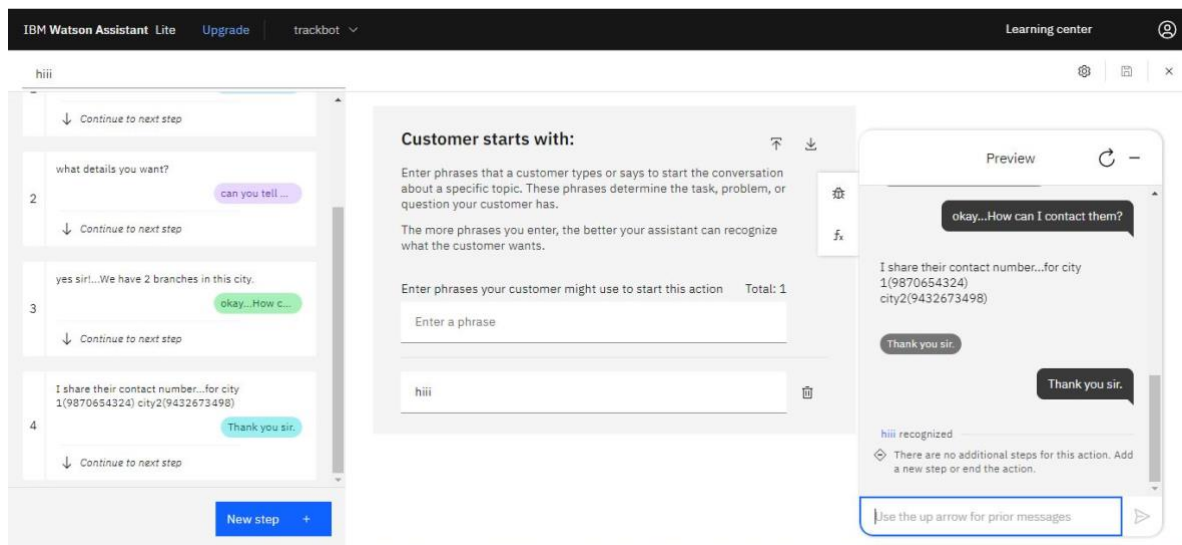 IBM Watson Assistant Lite Upgrade trackbot Learning center
hiii
Continue to next step
2
what details you want?
can you tell ...
Continue to next step
3
yes sir!...We have 2 branches in this city.
okay...How c...
Continue to next step
4
I share their contact number...for city
1(9870654324) city2(9432673498)
Thank you sir.
Continue to next step
New step +
Customer starts with:
Enter phrases that a customer types or says to start the conversation
about a specific topic. These phrases determine the task, problem, or
question your customer has.
The more phrases you enter, the better your assistant can recognize
what the customer wants.
Enter phrases your customer might use to start this action Total: 1
Enter a phrase
hiii
fx
Preview
okay...How can I contact them?
I share their contact number...for city
1(9870654324)
city2(9432673498)
Thank you sir.
Thank you sir.
hiii recognized
There are no additional steps for this action. Add
a new step or end the action.
Use the up arrow for prior messages